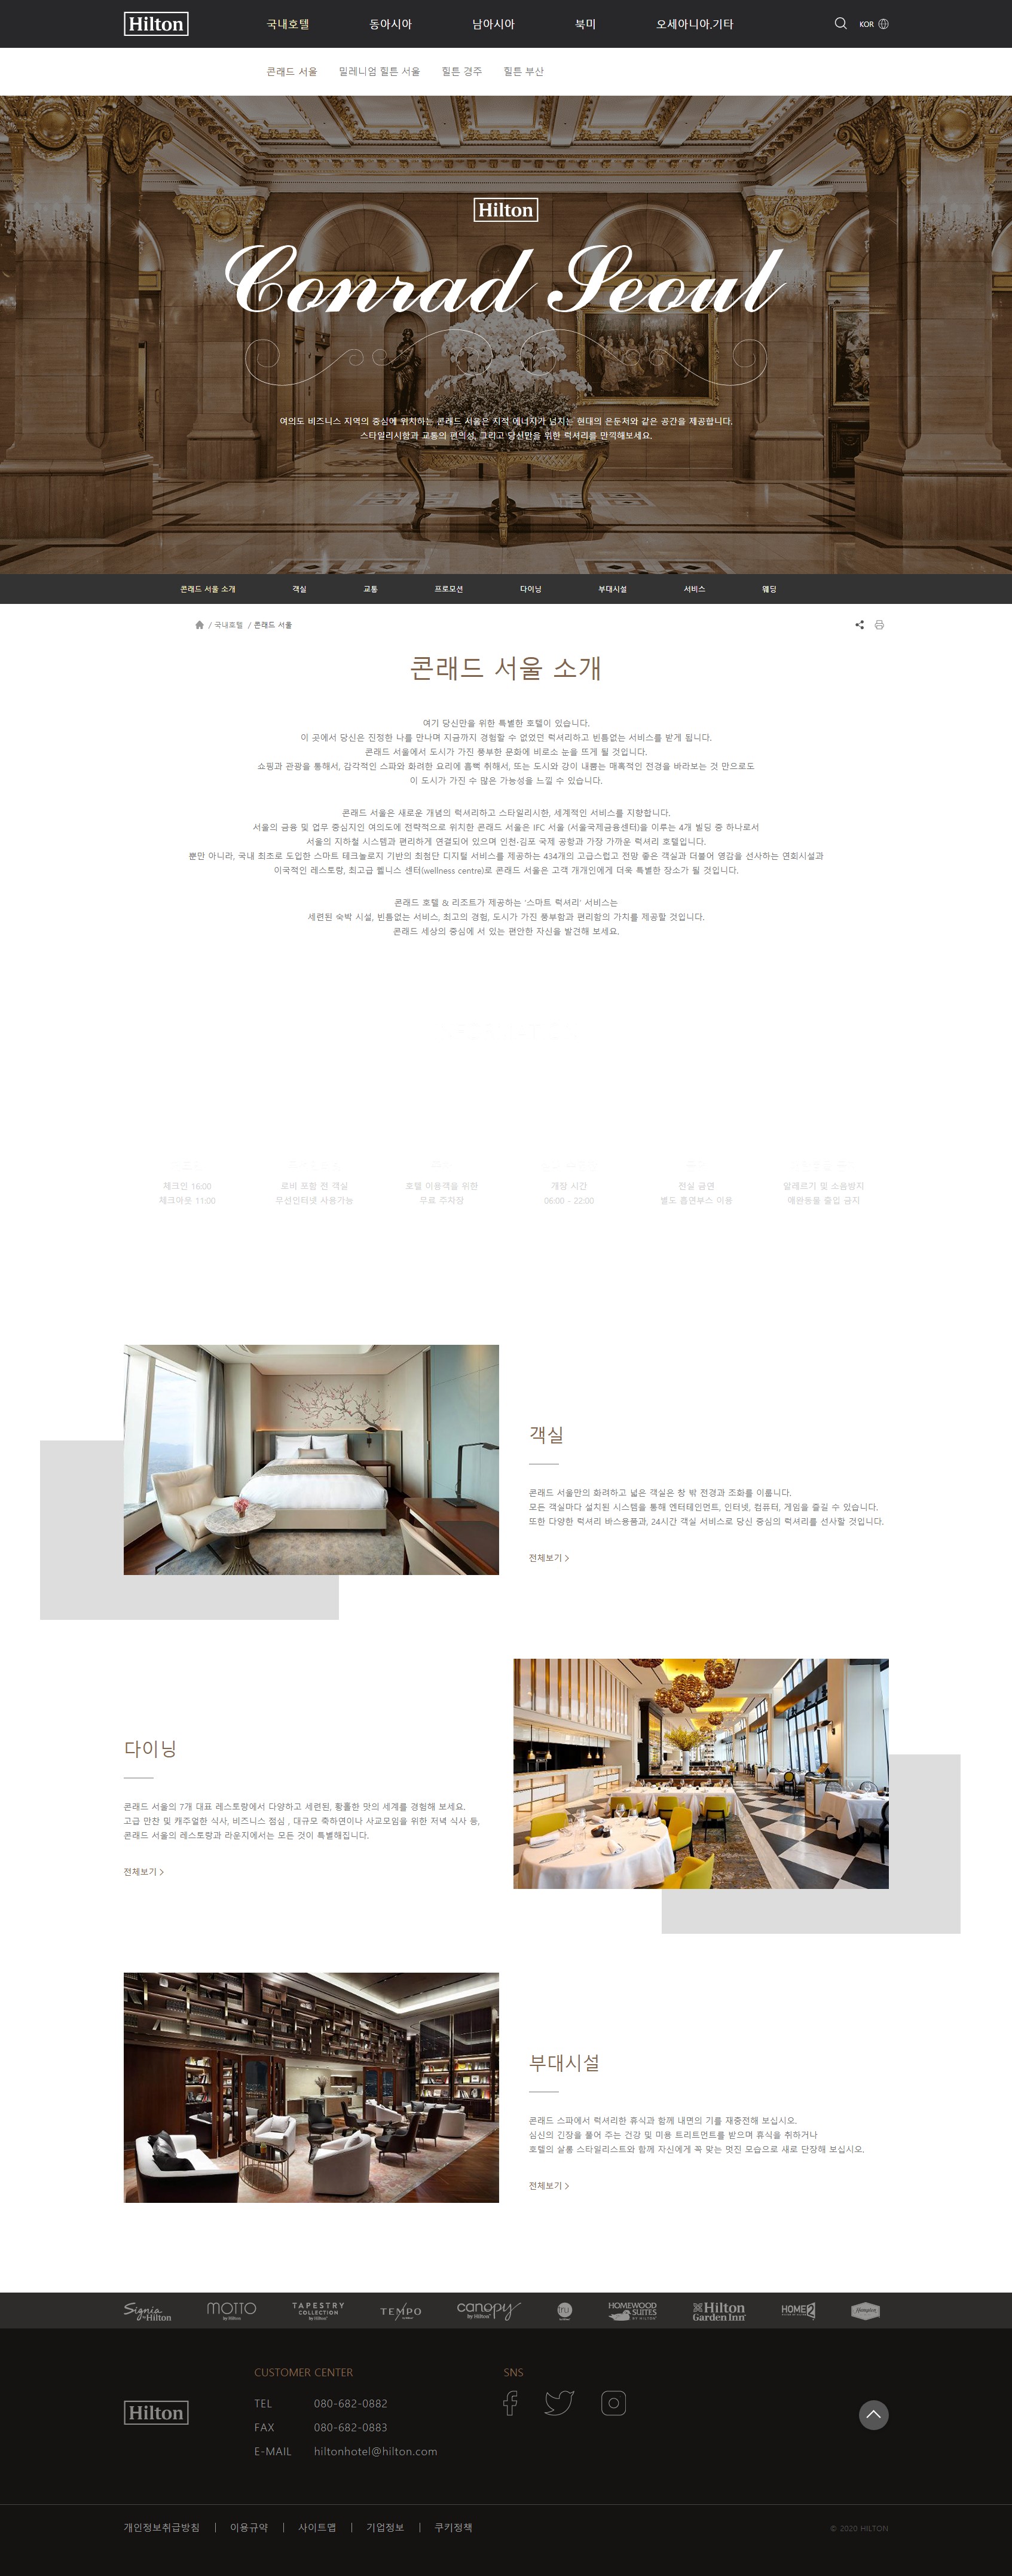 Hilton
국내호텔 동아시아 남아시아 북미 오세아니아.기타
KOR
콘래드 서울 밀레니엄 힐튼 서울 힐튼 경주 힐튼 부산
Hilton
Conrad Seoul
여의도 비즈니스 지역의 중심에 위치하는 콘래드 서울은 지적 에너지가 넘치는 현대의 은둔처와 같은 공간을 제공합니다.
스타일리시함과 교통의 편의성, 그리고 당신만을 위한 럭셔리를 만끽해보세요.
콘래드 서울 소개 객실 교통 프로모션 다이닝 부대시설 서비스 웨딩
/ 국내호텔 / 콘래드 서울
콘래드 서울 소개
여기 당신만을 위한 특별한 호텔이 있습니다.
이 곳에서 당신은 진정한 나를 만나며 지금까지 경험할 수 없었던 럭셔리하고 빈틈없는 서비스를 받게 됩니다.
콘래드 서울에서 도시가 가진 풍부한 문화에 비로소 눈을 뜨게 될 것입니다.
쇼핑과 관광을 통해서, 감각적인 스파와 화려한 요리에 흠뻑 취해서, 또는 도시와 강이 내뿜는 매혹적인 전경을 바라보는 것 만으로도
이 도시가 가진 수 많은 가능성을 느낄 수 있습니다.
콘래드 서울은 새로운 개념의 럭셔리하고 스타일리시한, 세계적인 서비스를 지향합니다.
서울의 금융 및 업무 중심지인 여의도에 전략적으로 위치한 콘래드 서울은 IFC 서울 (서울국제금융센터)을 이루는 4개 빌딩 중 하나로서
서울의 지하철 시스템과 편리하게 연결되어 있으며 인천·김포 국제 공항과 가장 가까운 럭셔리 호텔입니다.
뿐만 아니라, 국내 최초로 도입한 스마트 테크놀로지 기반의 최첨단 디지털 서비스를 제공하는 434개의 고급스럽고 전망 좋은 객실과 더불어 영감을 선사하는 연회시설과
이국적인 레스토랑, 최고급 웰니스 센터(wellness centre)로 콘래드 서울은 고객 개개인에게 더욱 특별한 장소가 될 것입니다.
콘래드 호텔 & 리조트가 제공하는 '스마트 럭셔리' 서비스는
세련된 숙박 시설, 빈틈없는 서비스, 최고의 경험, 도시가 가진 풍부함과 편리함의 가치를 제공할 것입니다.
콘래드 세상의 중심에 서 있는 편안한 자신을 발견해 보세요.
체크인 16:00 로비 포함 전 객실 호텔 이용객을 위한 개장 시간 전실 금연 알레르기 및 소음방지
체크아웃 11:00 무선인터넷 사용가능 무료 주차장 06:00 - 22:00 별도 흡연부스 이용 애완동물 출입 금지
객실
콘래드 서울만의 화려하고 넓은 객실은 창 밖 전경과 조화를 이룹니다.
모든 객실마다 설치된 시스템을 통해 엔터테인먼트, 인터넷, 컴퓨터, 게임을 즐길 수 있습니다.
또한 다양한 럭셔리 바스용품과, 24시간 객실 서비스로 당신 중심의 럭셔리를 선사할 것입니다.
전체보기 >
다이닝
콘래드 서울의 7개 대표 레스토랑에서 다양하고 세련된, 황홀한 맛의 세계를 경험해 보세요.
고급 만찬 및 캐주얼한 식사, 비즈니스 점심 , 대규모 축하연이나 사교모임을 위한 저녁 식사 등,
콘래드 서울의 레스토랑과 라운지에서는 모든 것이 특별해집니다.
전체보기 >
부대시설
콘래드 스파에서 럭셔리한 휴식과 함께 내면의 기를 재충전해 보십시오.
심신의 긴장을 풀어 주는 건강 및 미용 트리트먼트를 받으며 휴식을 취하거나
호텔의 살롱 스타일리스트와 함께 자신에게 꼭 맞는 멋진 모습으로 새로 단장해 보십시오.
전체보기 >
Signia by Hilton MOTTO by Hilton TAPESTRY COLLECTION by Hilton TEMPO by Hilton canopy by Hilton tru HOMEWOOD SUITES BY HILTON Hilton Garden Inn HOME2 Hampton
CUSTOMER CENTER SNS
Hilton
TEL 080-682-0882
FAX 080-682-0883
E-MAIL hiltonhotel@hilton.com
개인정보취급방침 | 이용규약 | 사이트맵 | 기업정보 | 쿠키정책
© 2020 HILTON